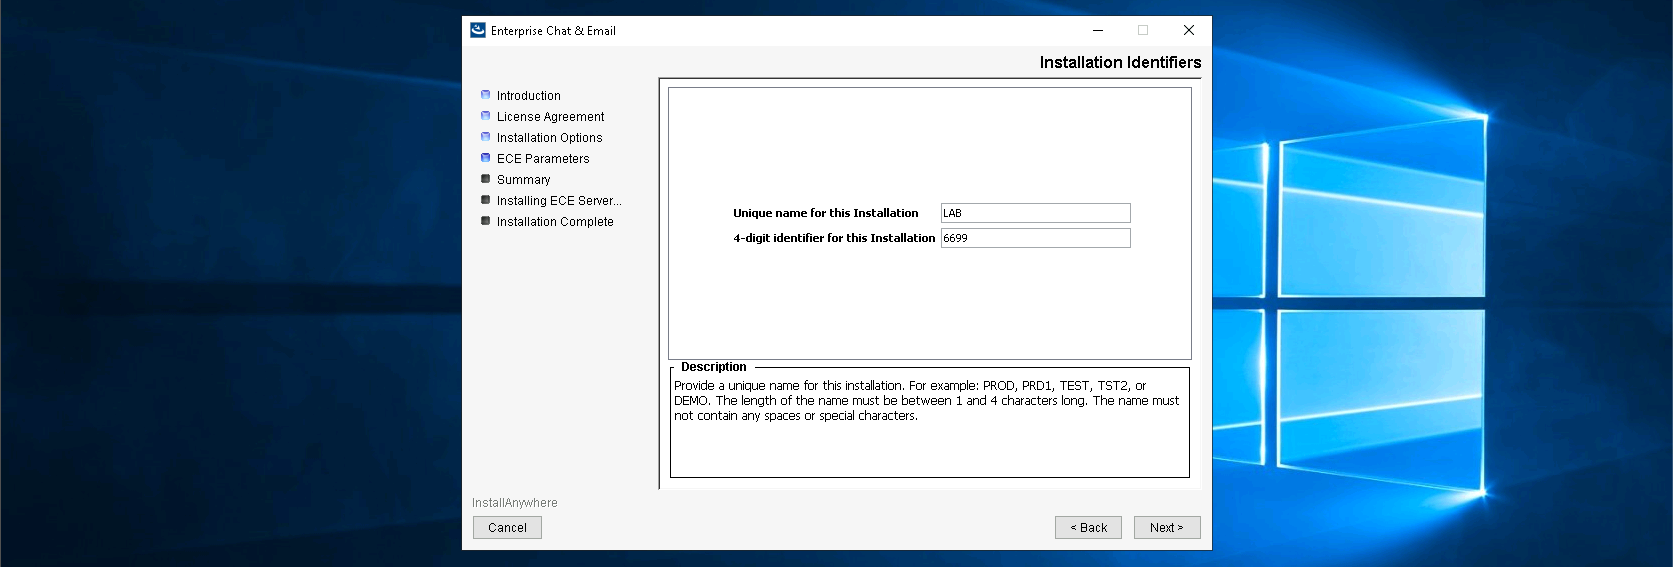 Enterprise Chat & Email
Installation Identifiers
Introduction
License Agreement
Installation Options
ECE Parameters
Summary
Installing ECE Server...
Installation Complete
Unique name for this Installation LAB
4-digit identifier for this Installation 6699
Description
Provide a unique name for this installation. For example: PROD, PRD1, TEST, TST2, or
DEMO. The length of the name must be between 1 and 4 characters long. The name must
not contain any spaces or special characters.
InstallAnywhere
Cancel
< Back
Next >